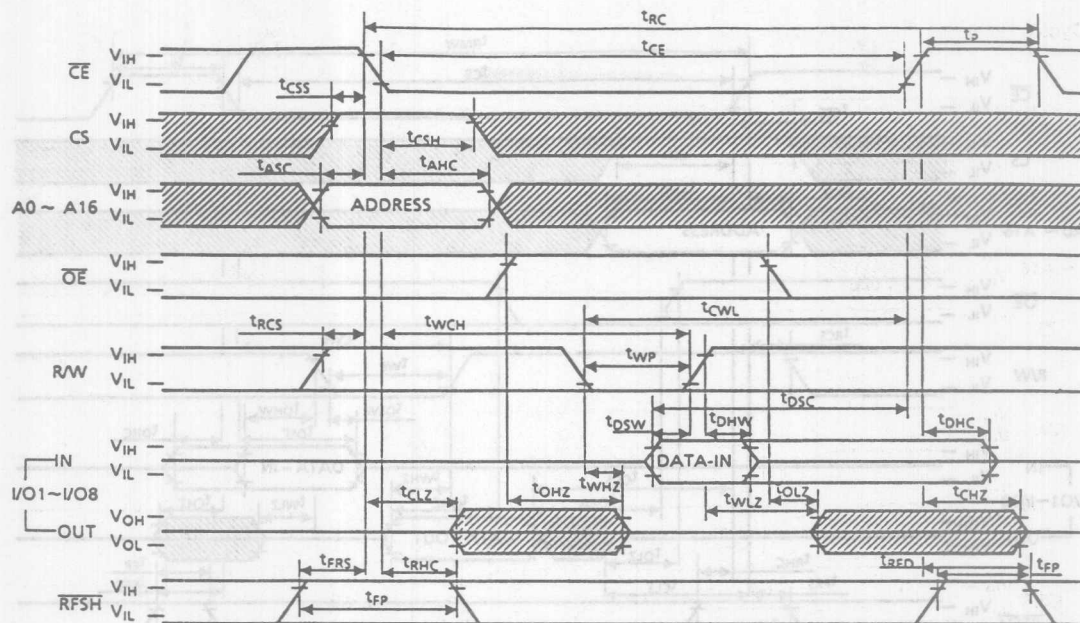 tRC
tCE tP
CE VIH
VIL
tCSS
CS VIH
VIL
tCSH
tASC tAHC
A0 ~ A16 VIH
VIL
ADDRESS
OE VIH
VIL
tCWL
tRCS tWCH
R/W VIH
VIL
tWP
tDSC
tDSW tDHW tDHC
IN VIH
VIL
DATA-IN
I/O1~I/O8
tWHZ
tCLZ tOHZ tWLZ tOLZ tCHZ
OUT VOH
VOL
tFRS tRHC tRFD tFP
RFSH VIH
VIL
tFP